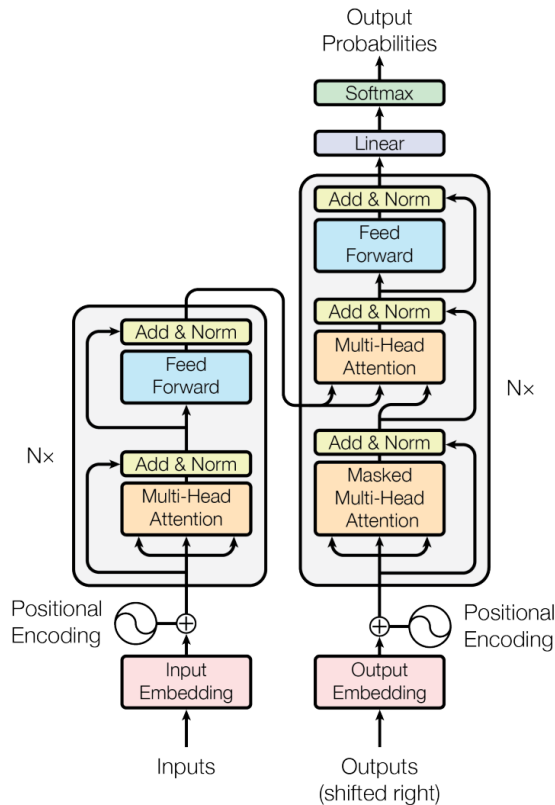 Output
Probabilities
Softmax
Linear
Add & Norm
Feed
Forward
Add & Norm
Multi-Head
Attention
Add & Norm
Masked
Multi-Head
Attention
N×
Add & Norm
Feed
Forward
N×
Add & Norm
Multi-Head
Attention
Positional
Encoding
Positional
Encoding
Input
Embedding
Output
Embedding
Inputs
Outputs
(shifted right)